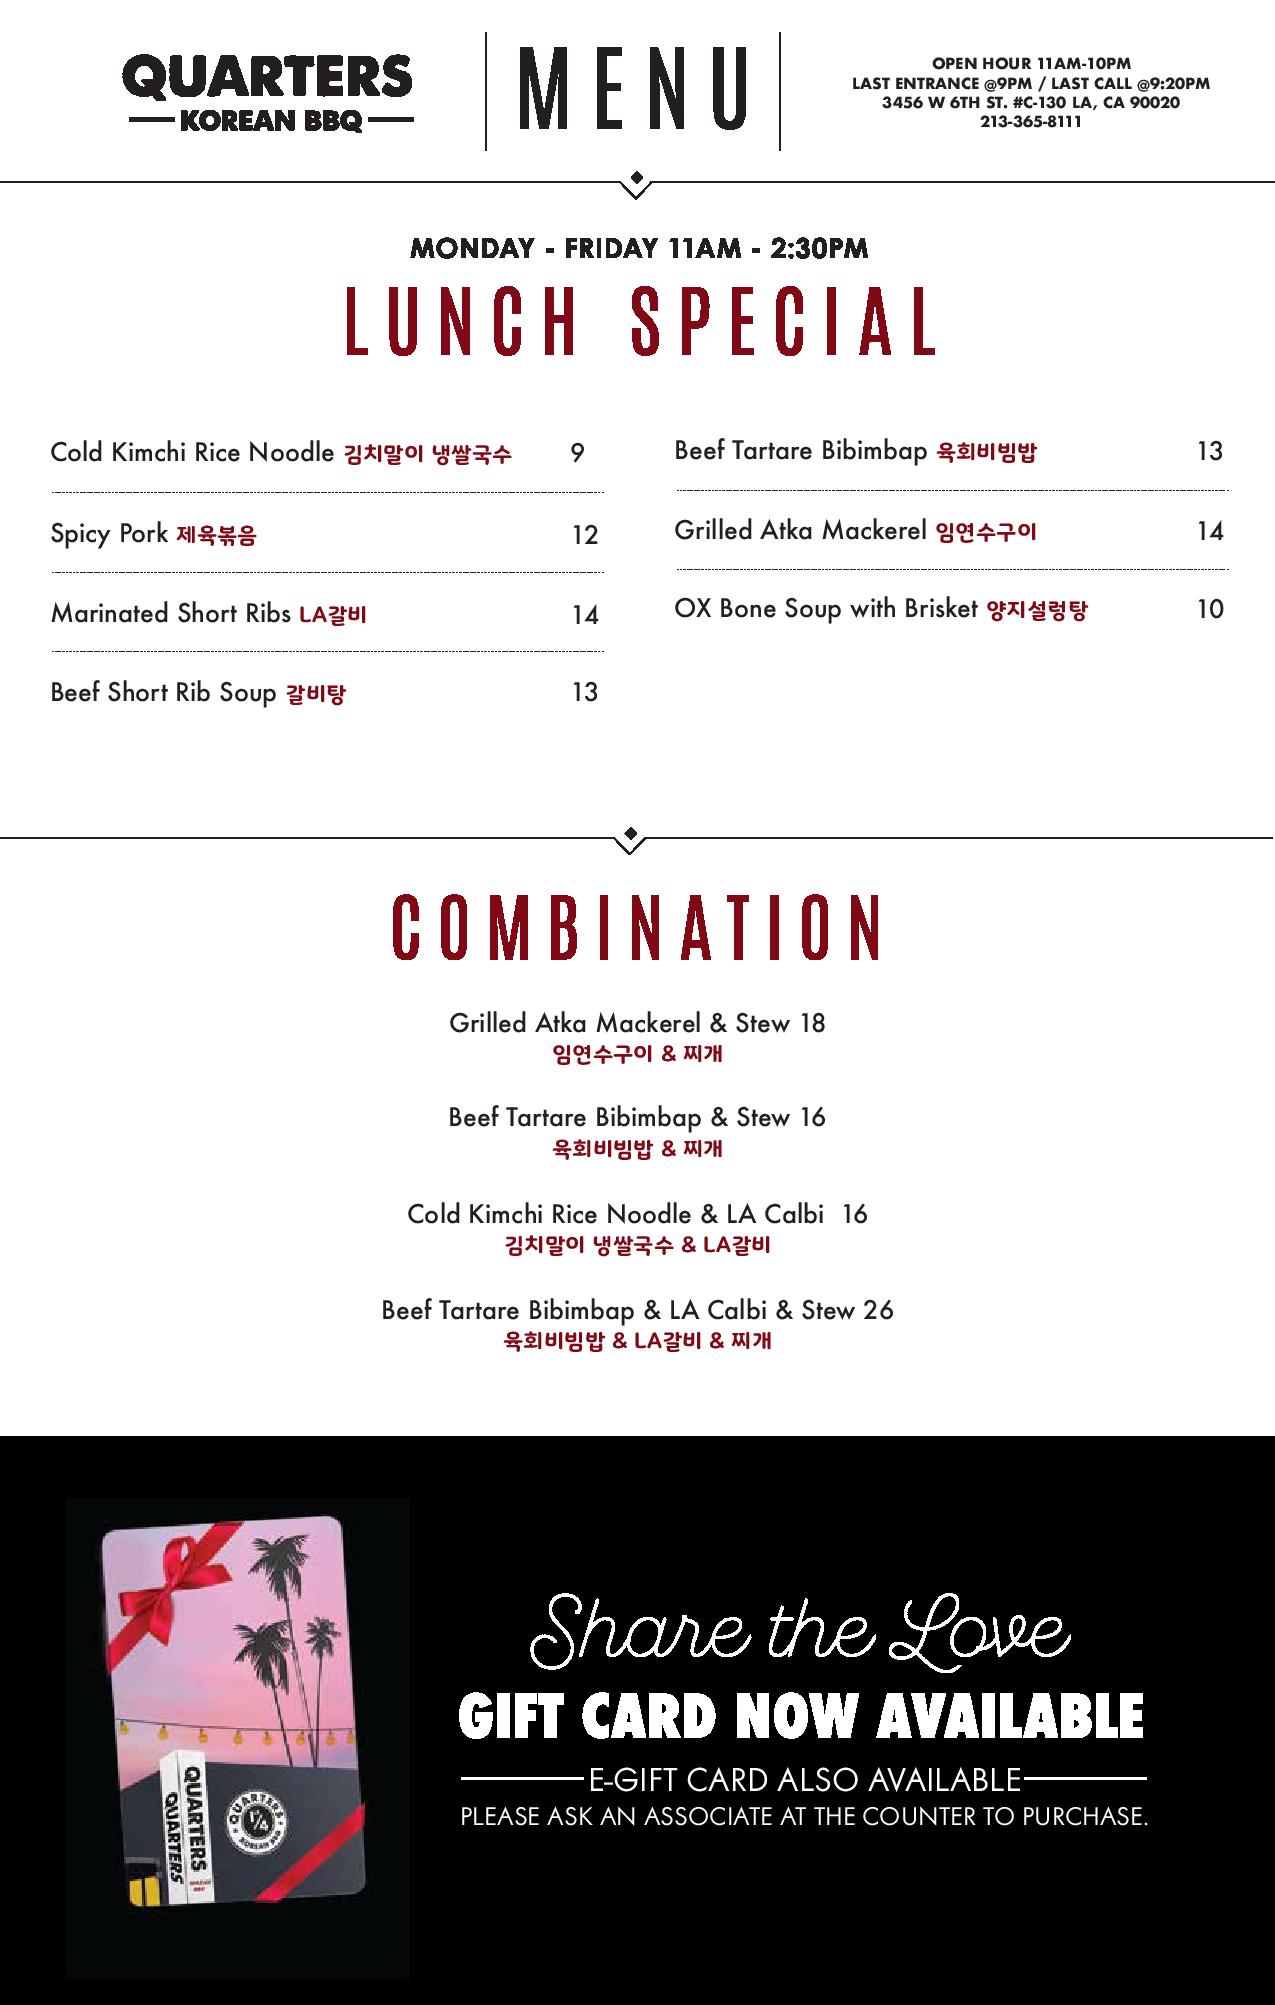 QUARTERS
KOREAN BBQ
MENU
OPEN HOUR 11AM-10PM
LAST ENTRANCE @9PM / LAST CALL @9:20PM
3456 W 6TH ST. #C-130 LA, CA 90020
213-365-8111
MONDAY - FRIDAY 11AM - 2:30PM
LUNCH SPECIAL
Cold Kimchi Rice Noodle 김치말이 냉쌀국수 9
Spicy Pork 제육볶음 12
Marinated Short Ribs LA갈비 14
Beef Short Rib Soup 갈비탕 13
Beef Tartare Bibimbap 육회비빔밥 13
Grilled Atka Mackerel 임연수구이 14
OX Bone Soup with Brisket 양지설렁탕 10
COMBINATION
Grilled Atka Mackerel & Stew 18
임연수구이 & 찌개
Beef Tartare Bibimbap & Stew 16
육회비빔밥 & 찌개
Cold Kimchi Rice Noodle & LA Calbi 16
김치말이 냉쌀국수 & LA갈비
Beef Tartare Bibimbap & LA Calbi & Stew 26
육회비빔밥 & LA갈비 & 찌개
QUARTERS
QUARTERS
QUARTERS
1/4
KOREAN BBQ
Share the Love
GIFT CARD NOW AVAILABLE
E-GIFT CARD ALSO AVAILABLE
PLEASE ASK AN ASSOCIATE AT THE COUNTER TO PURCHASE.